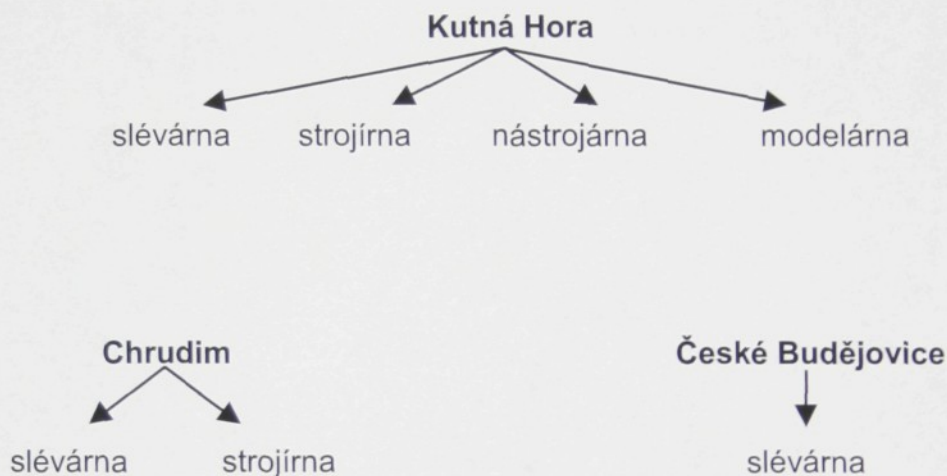 Kutná Hora
slévárna strojírna nástrojárna modelárna
Chrudim České Budějovice
slévárna strojírna slévárna